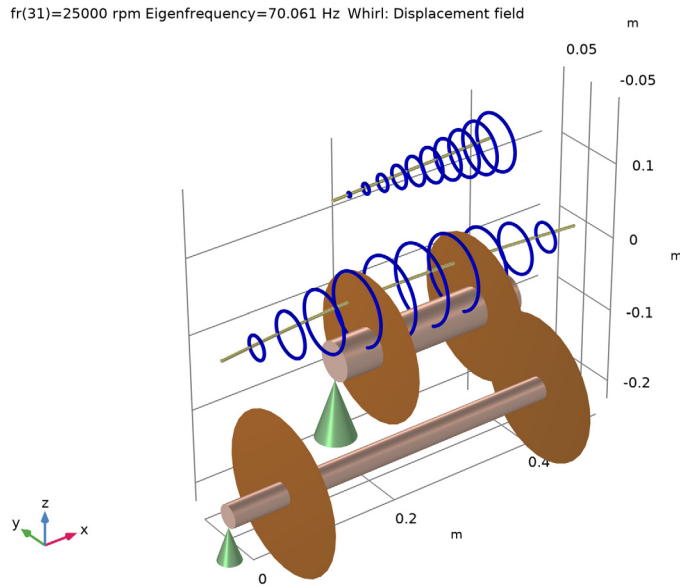 fr(31)=25000 rpm Eigenfrequency=70.061 Hz Whirl: Displacement field
m
0.05
-0.05
0.1
0
m
-0.1
-0.2
0.4
0.2
m
0
z
y
x